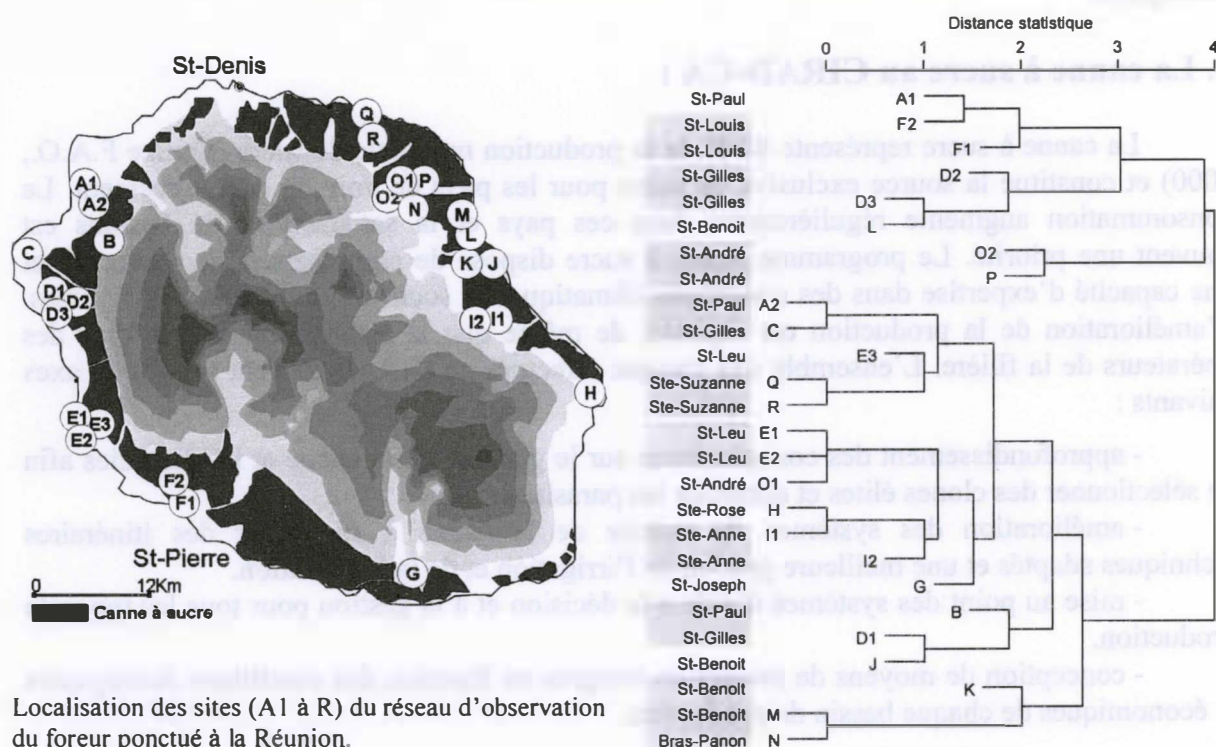 St-Denis
Q
R
A1
A2
O1
P
O2
N
M
B
L
C
K
J
D1
D2
D3
I2
I1
H
E1
E3
E2
F2
F1
St-Pierre
G
0 12Km
Canne à sucre
Localisation des sites (A1 à R) du réseau d'observation
du foreur ponctué à la Réunion.
Distance statistique
0 1 2 3 4
St-Paul A1
St-Louis F2
St-Louis F1
St-Gilles D2
St-Gilles D3
St-Benoit L
St-André O2
St-André P
St-Paul A2
St-Gilles C
St-Leu E3
Ste-Suzanne Q
Ste-Suzanne R
St-Leu E1
St-Leu E2
St-André O1
Ste-Rose H
Ste-Anne I1
Ste-Anne I2
St-Joseph G
St-Paul B
St-Gilles D1
St-Benoit J
St-Benoit K
St-Benoit M
Bras-Panon N